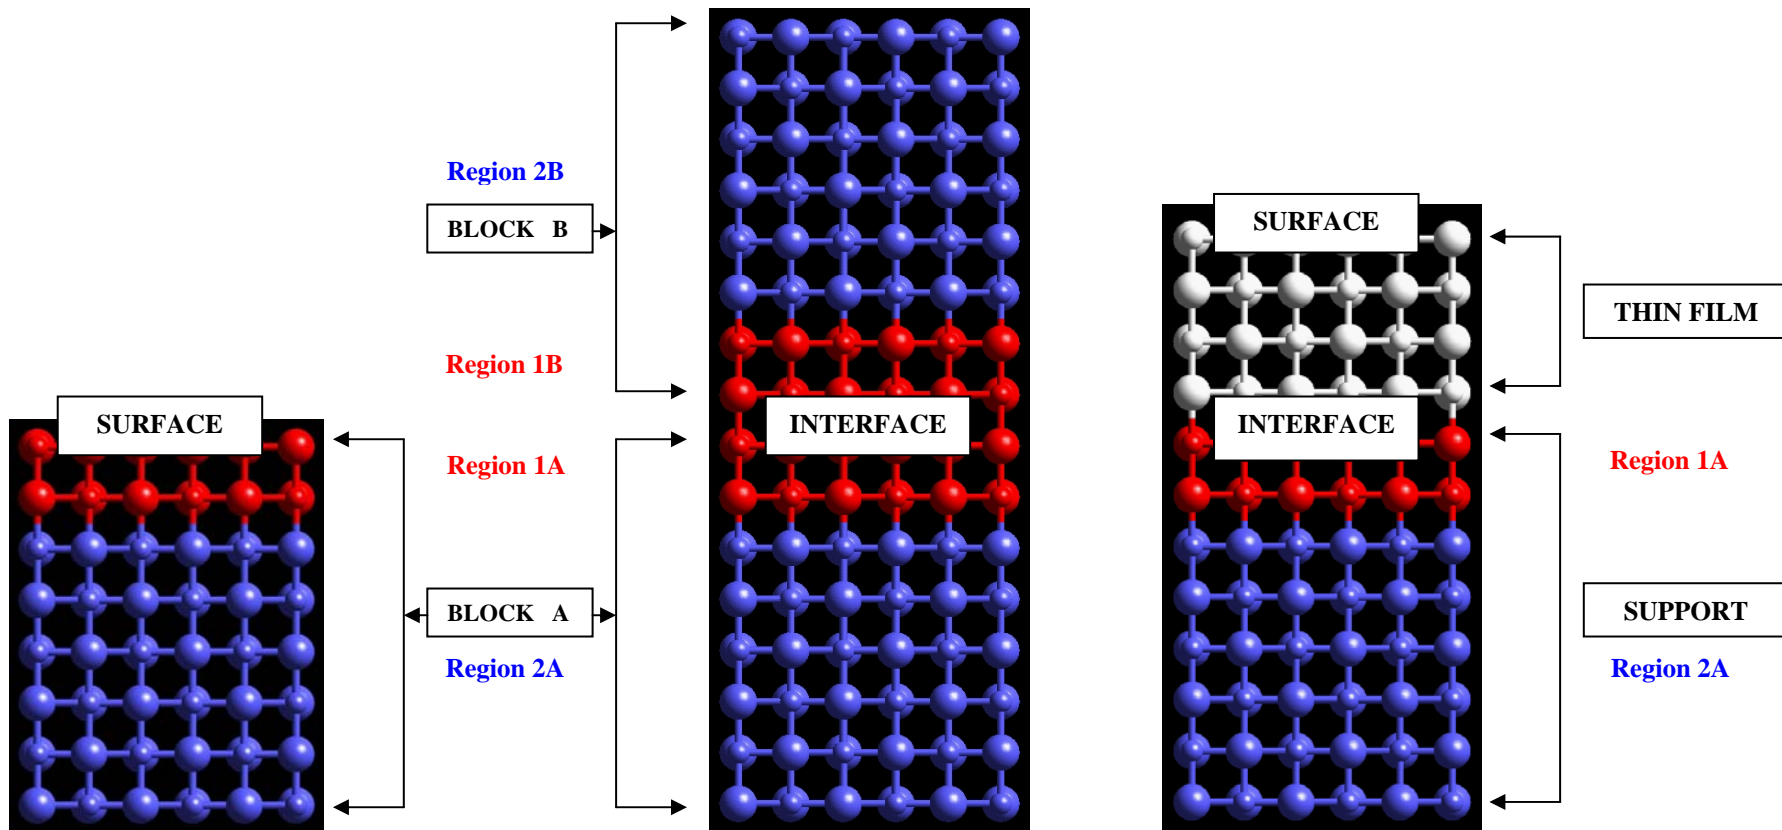 Region 2B
BLOCK B
Region 1B
Region 1A
BLOCK A
Region 2A
SURFACE
INTERFACE
SURFACE
INTERFACE
THIN FILM
Region 1A
SUPPORT
Region 2A